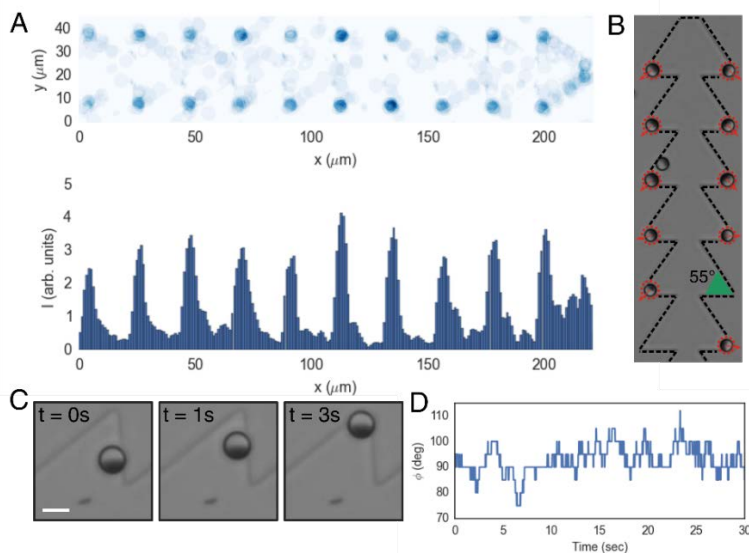 A
y (µm)
40
30
20
10
0
0
50
100
150
200
x (µm)
B
55°
I (arb. units)
5
4
3
2
1
0
0
50
100
150
200
x (µm)
C
t = 0s
t = 1s
t = 3s
D
ϕ (deg)
110
100
90
80
70
0
5
10
15
20
25
30
Time (sec)